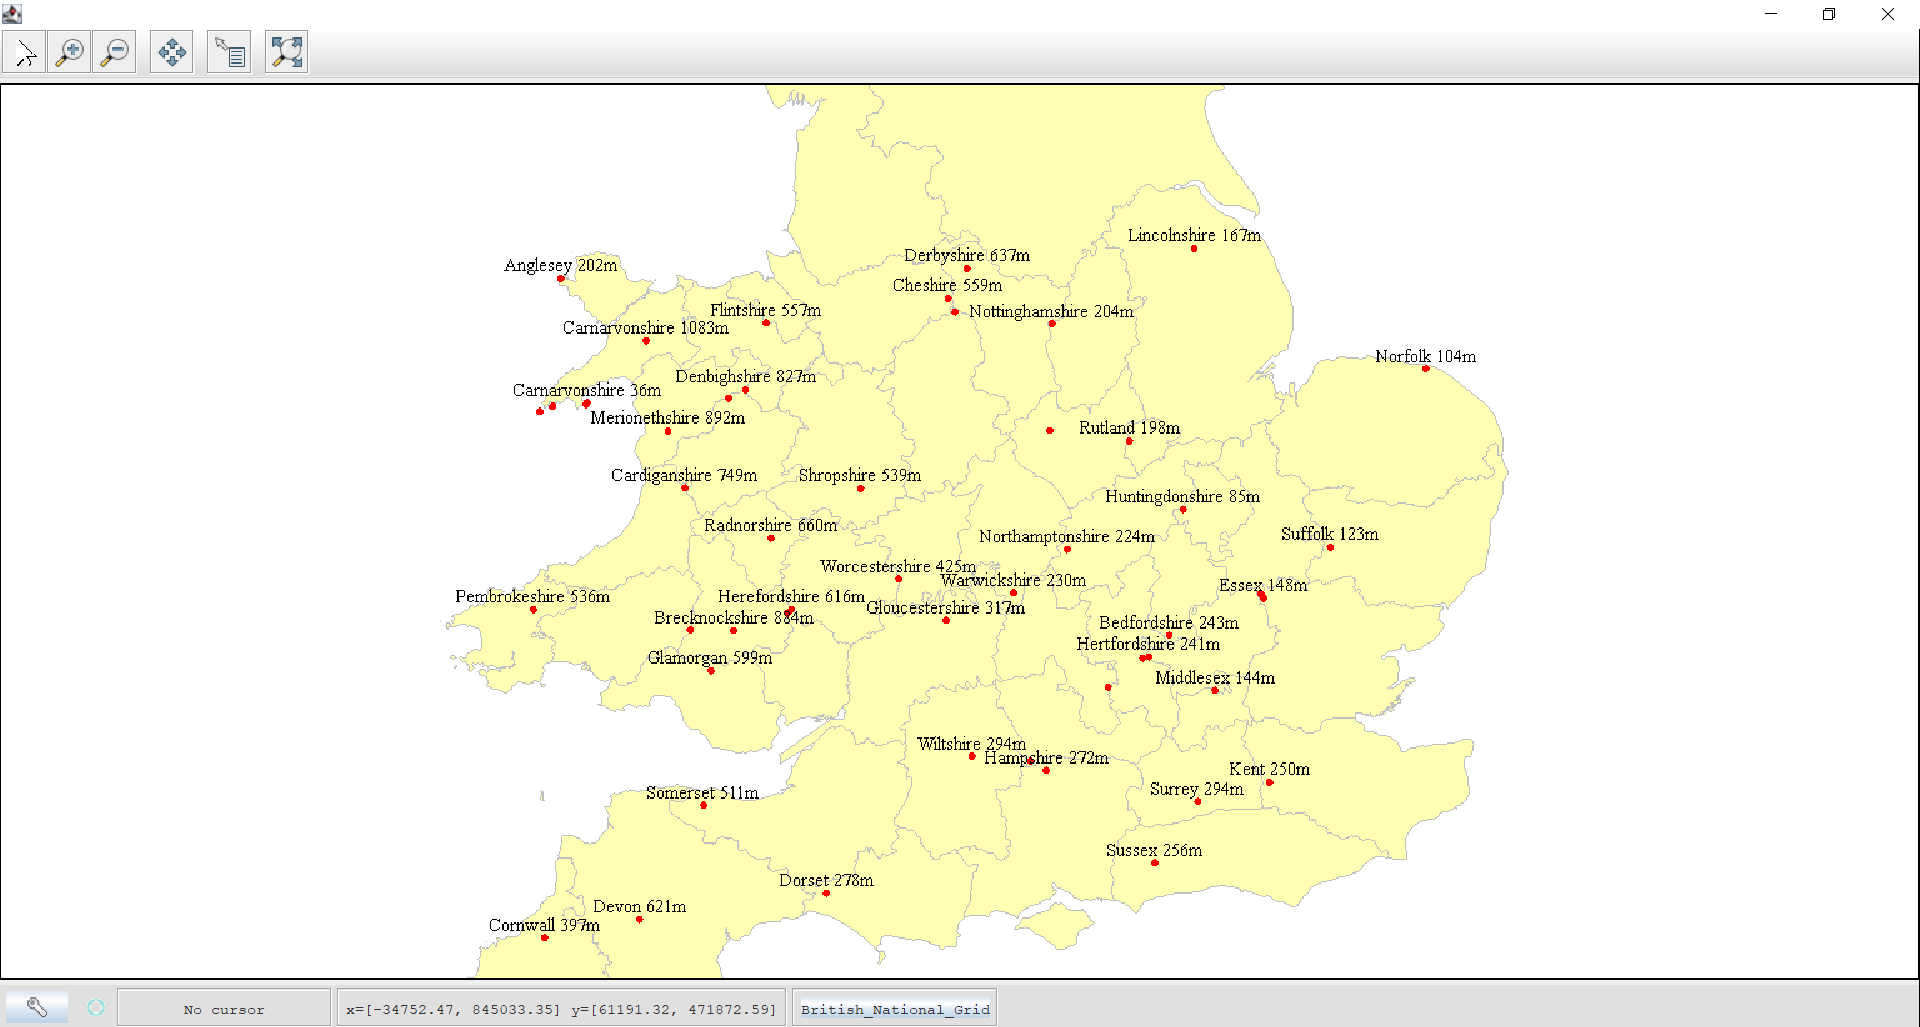 Lincolnshire 167m
Derbyshire 637m
Anglesey 202m
Cheshire 559m
Flintshire 557m
Nottinghamshire 204m
Carnarvonshire 1083m
Norfolk 104m
Denbighshire 827m
Carnarvonshire 36m
Merionethshire 892m
Rutland 198m
Cardiganshire 749m
Shropshire 539m
Huntingdonshire 85m
Radnorshire 660m
Suffolk 123m
Northamptonshire 224m
Worcestershire 425m
Warwickshire 230m
Essex 148m
Pembrokeshire 536m
Herefordshire 616m
Gloucestershire 317m
Brecknockshire 884m
Bedfordshire 243m
Hertfordshire 241m
Glamorgan 599m
Middlesex 144m
Wiltshire 294m
Hampshire 272m
Kent 250m
Surrey 294m
Somerset 511m
Sussex 256m
Dorset 278m
Devon 621m
Cornwall 397m
No cursor
x=[-34752.47, 845033.35] y=[61191.32, 471872.59]
British_National_Grid